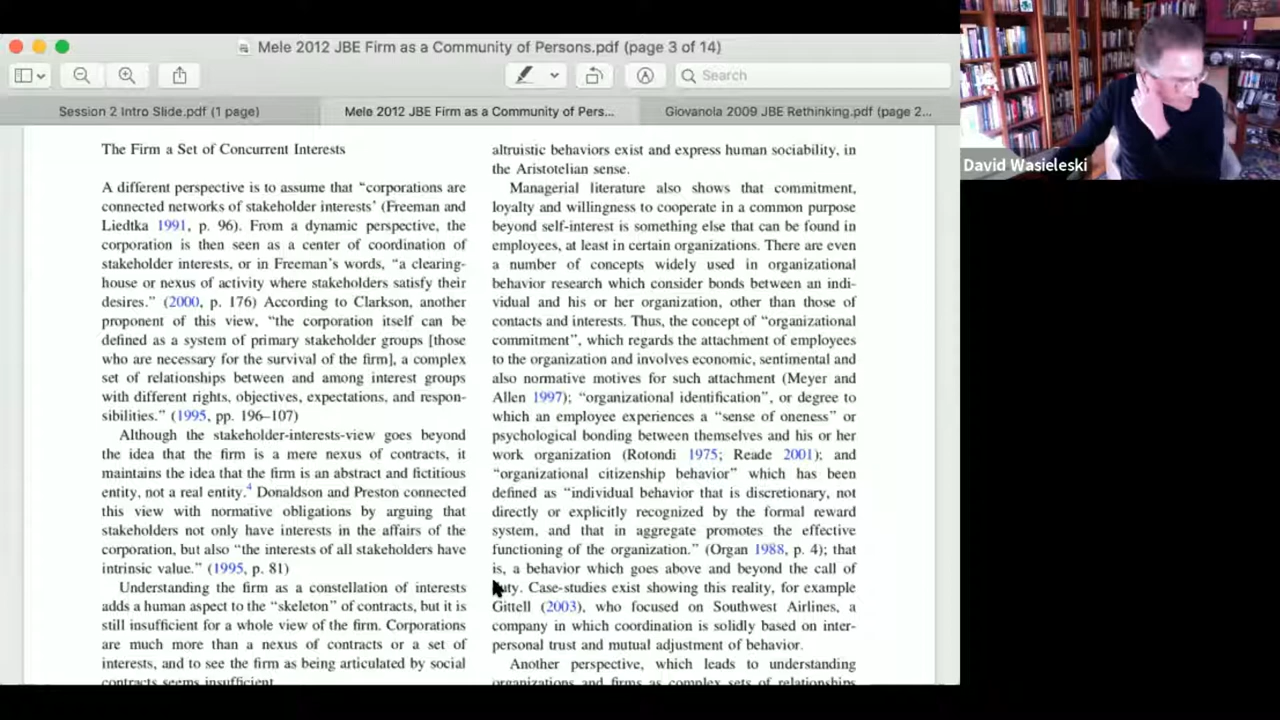 Mele 2012 JBE Firm as a Community of Persons.pdf (page 3 of 14)
Search
Session 2 Intro Slide.pdf (1 page)
Mele 2012 JBE Firm as a Community of Pers...
Giovanola 2009 JBE Rethinking.pdf (page 2...
David Wasieleski
The Firm a Set of Concurrent Interests
A different perspective is to assume that “corporations are
connected networks of stakeholder interests’ (Freeman and
Liedtka 1991, p. 96). From a dynamic perspective, the
corporation is then seen as a center of coordination of
stakeholder interests, or in Freeman’s words, “a clearing-
house or nexus of activity where stakeholders satisfy their
desires.” (2000, p. 176) According to Clarkson, another
proponent of this view, “the corporation itself can be
defined as a system of primary stakeholder groups [those
who are necessary for the survival of the firm], a complex
set of relationships between and among interest groups
with different rights, objectives, expectations, and respon-
sibilities.” (1995, pp. 196–107)
Although the stakeholder-interests-view goes beyond
the idea that the firm is a mere nexus of contracts, it
maintains the idea that the firm is an abstract and fictitious
entity, not a real entity.4 Donaldson and Preston connected
this view with normative obligations by arguing that
stakeholders not only have interests in the affairs of the
corporation, but also “the interests of all stakeholders have
intrinsic value.” (1995, p. 81)
Understanding the firm as a constellation of interests
adds a human aspect to the “skeleton” of contracts, but it is
still insufficient for a whole view of the firm. Corporations
are much more than a nexus of contracts or a set of
interests, and to see the firm as being articulated by social
contracts seems insufficient.
altruistic behaviors exist and express human sociability, in
the Aristotelian sense.
Managerial literature also shows that commitment,
loyalty and willingness to cooperate in a common purpose
beyond self-interest is something else that can be found in
employees, at least in certain organizations. There are even
a number of concepts widely used in organizational
behavior research which consider bonds between an indi-
vidual and his or her organization, other than those of
contacts and interests. Thus, the concept of “organizational
commitment”, which regards the attachment of employees
to the organization and involves economic, sentimental and
also normative motives for such attachment (Meyer and
Allen 1997); “organizational identification”, or degree to
which an employee experiences a “sense of oneness” or
psychological bonding between themselves and his or her
work organization (Rotondi 1975; Reade 2001); and
“organizational citizenship behavior” which has been
defined as “individual behavior that is discretionary, not
directly or explicitly recognized by the formal reward
system, and that in aggregate promotes the effective
functioning of the organization.” (Organ 1988, p. 4); that
is, a behavior which goes above and beyond the call of
duty. Case-studies exist showing this reality, for example
Gittell (2003), who focused on Southwest Airlines, a
company in which coordination is solidly based on inter-
personal trust and mutual adjustment of behavior.
Another perspective, which leads to understanding
organizations and firms as complex sets of relationships